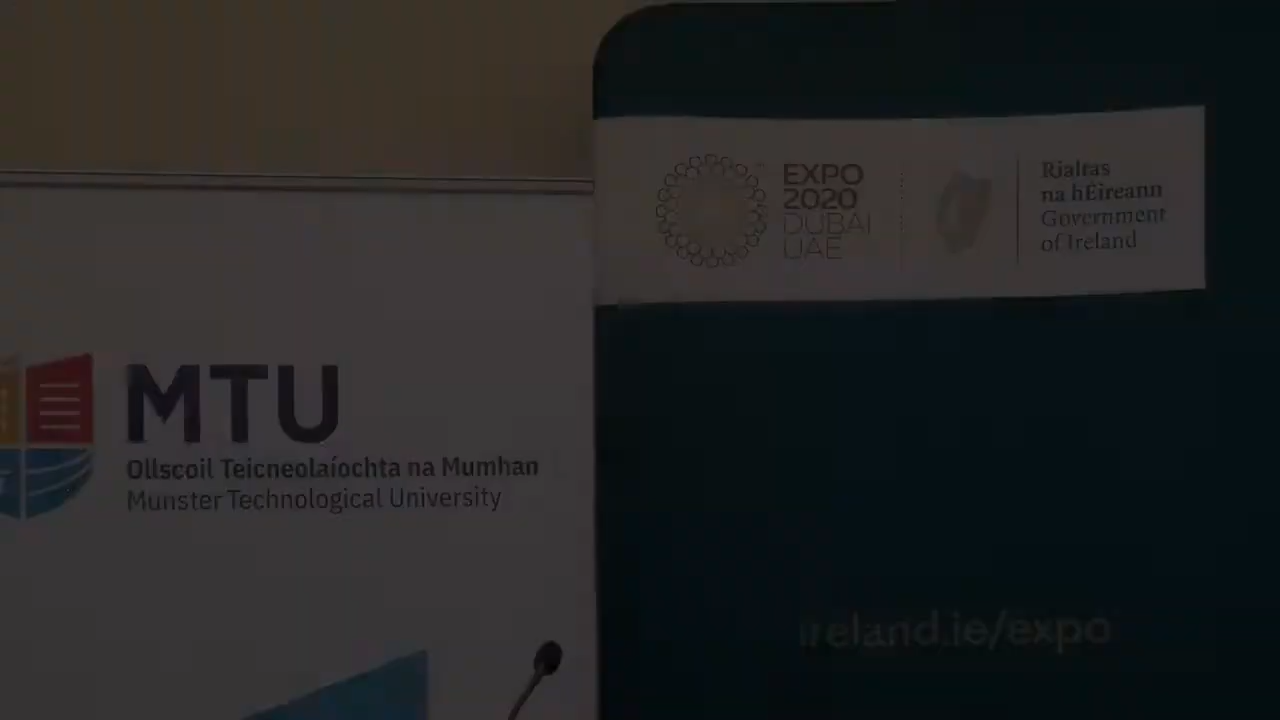 EXPO
2020
DUBAI
UAE
Rialtas
na hÉireann
Government
of Ireland
MTU
Ollscoil Teicneolaíochta na Mumhan
Munster Technological University
ireland.ie/expo